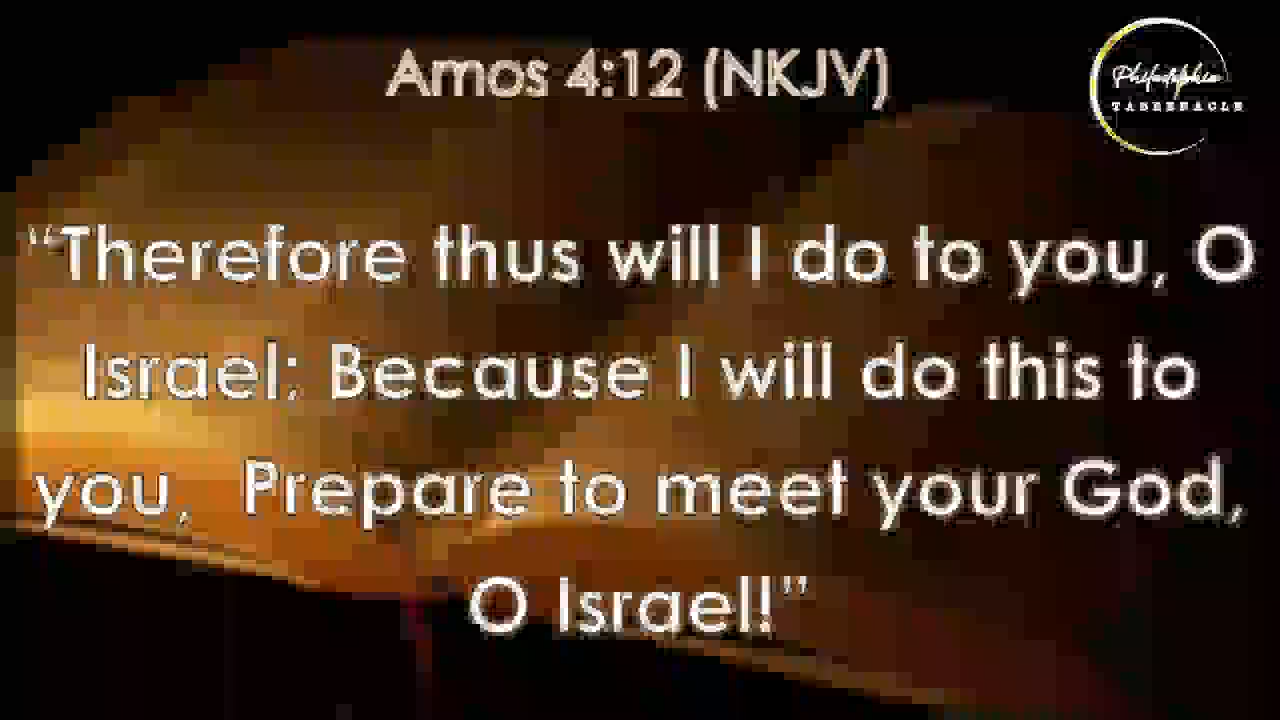 Amos 4:12 (NKJV)
Philadelphia
TABERNACLE
“Therefore thus will I do to you, O
Israel; Because I will do this to
you, Prepare to meet your God,
O Israel!”